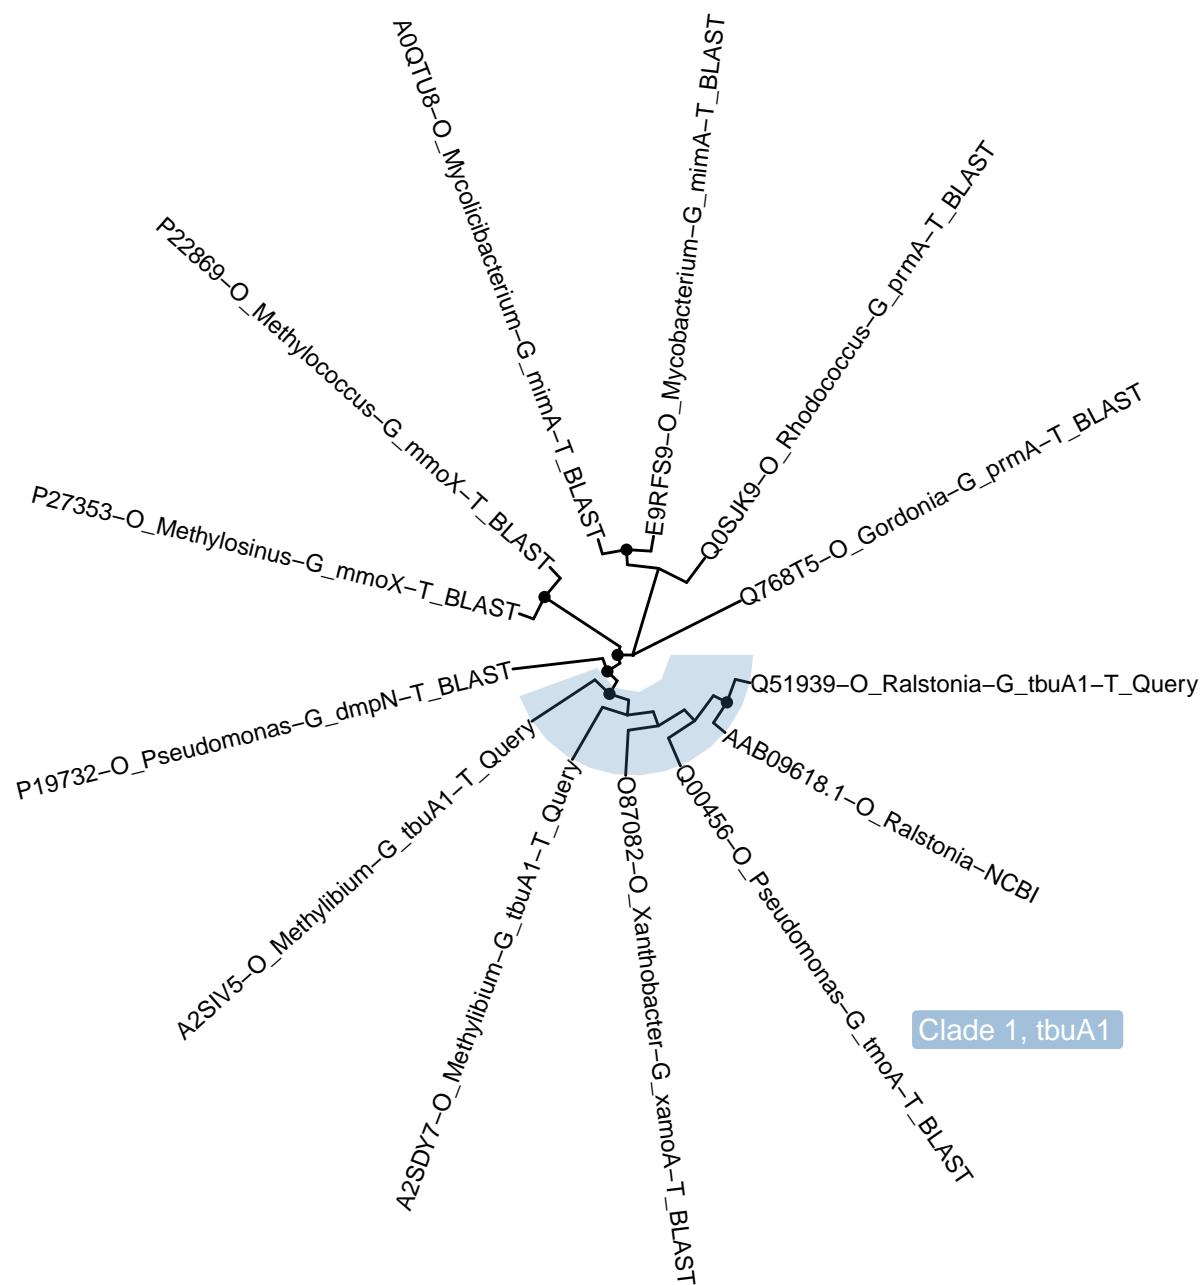 A0QTU8–O_Mycolicibacterium–G_mimA–T_BLAST
E9RFS9–O_Mycobacterium–G_mimA–T_BLAST
Q0SJK9–O_Rhodococcus–G_prmA–T_BLAST
P22869–O_Methylococcus–G_mmoX–T_BLAST
Q768T5–O_Gordonia–G_prmA–T_BLAST
P27353–O_Methylosinus–G_mmoX–T_BLAST
P19732–O_Pseudomonas–G_dmpN–T_BLAST
Q51939–O_Ralstonia–G_tbuA1–T_Query
AAB09618.1–O_Ralstonia–NCBI
A2SIV5–O_Methylibium–G_tbuA1–T_Query
A2SDY7–O_Methylibium–G_tbuA1–T_Query
O87082–O_Xanthobacter–G_xamoA–T_BLAST
Q00456–O_Pseudomonas–G_tmoA–T_BLAST
Clade 1, tbuA1